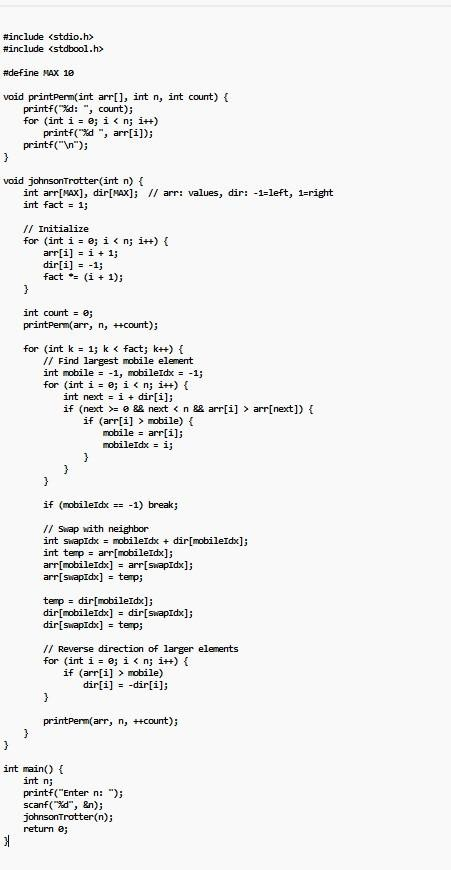 #include <stdio.h>
#include <stdbool.h>

#define MAX 10

void printPerm(int arr[], int n, int count) {
    printf("%d: ", count);
    for (int i = 0; i < n; i++)
        printf("%d ", arr[i]);
    printf("\n");
}

void johnsonTrotter(int n) {
    int arr[MAX], dir[MAX];  // arr: values, dir: -1=left, 1=right
    int fact = 1;

    // Initialize
    for (int i = 0; i < n; i++) {
        arr[i] = i + 1;
        dir[i] = -1;
        fact *= (i + 1);
    }

    int count = 0;
    printPerm(arr, n, ++count);

    for (int k = 1; k < fact; k++) {
        // Find largest mobile element
        int mobile = -1, mobileIdx = -1;
        for (int i = 0; i < n; i++) {
            int next = i + dir[i];
            if (next >= 0 && next < n && arr[i] > arr[next]) {
                if (arr[i] > mobile) {
                    mobile = arr[i];
                    mobileIdx = i;
                }
            }
        }

        if (mobileIdx == -1) break;

        // Swap with neighbor
        int swapIdx = mobileIdx + dir[mobileIdx];
        int temp = arr[mobileIdx];
        arr[mobileIdx] = arr[swapIdx];
        arr[swapIdx] = temp;

        temp = dir[mobileIdx];
        dir[mobileIdx] = dir[swapIdx];
        dir[swapIdx] = temp;

        // Reverse direction of larger elements
        for (int i = 0; i < n; i++) {
            if (arr[i] > mobile)
                dir[i] = -dir[i];
        }

        printPerm(arr, n, ++count);
    }
}

int main() {
    int n;
    printf("Enter n: ");
    scanf("%d", &n);
    johnsonTrotter(n);
    return 0;
}